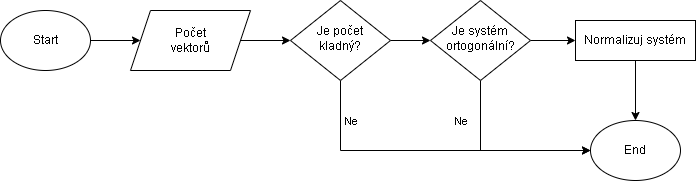 Start
Počet
vektorů
Je počet
kladný?
Je systém
ortogonální?
Normalizuj systém
Ne
Ne
End